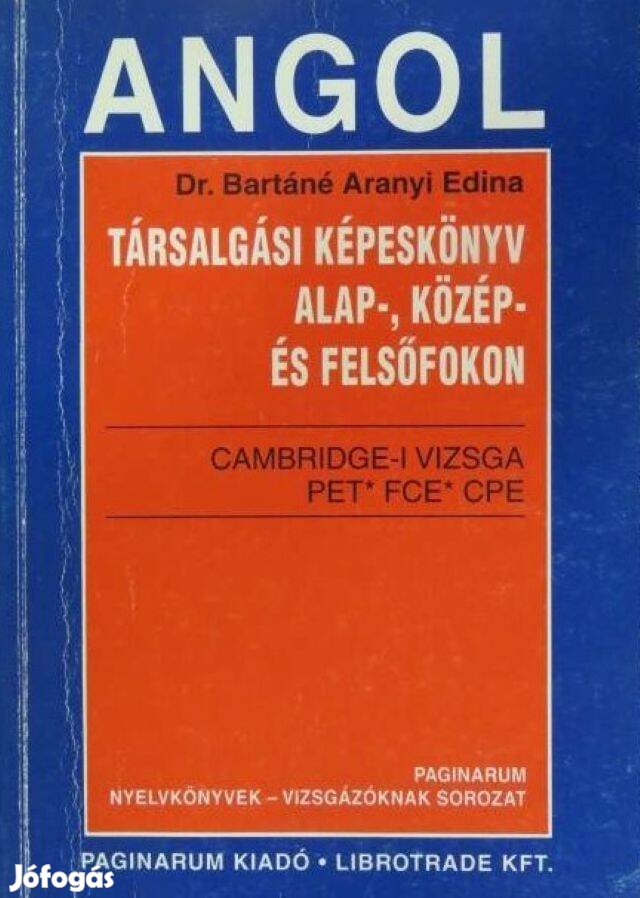 ANGOL
Dr. Bartáné Aranyi Edina
TÁRSALGÁSI KÉPESKÖNYV
ALAP-, KÖZÉP-
ÉS FELSŐFOKON
CAMBRIDGE-I VIZSGA
PET* FCE* CPE
PAGINARUM
NYELVKÖNYVEK – VIZSGÁZÓKNAK SOROZAT
PAGINARUM KIADÓ • LIBROTRADE KFT.
Jófogás